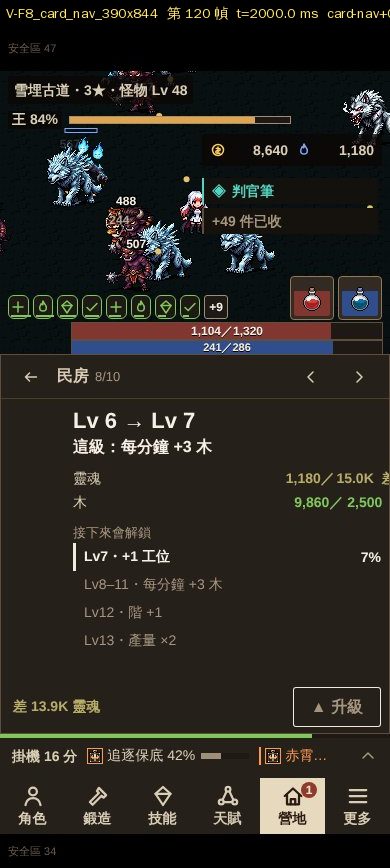 V-F8_card_nav_390x844 第 120 幀 t=2000.0 ms card-nav+
安全區 47
雪埋古道・3★・怪物 Lv 48
王 84%
8,640 1,180
判官筆
488
244
+49 件已收
507
+9
1,104／1,320
241／286
← 民房 8/10
Lv 6 → Lv 7
這級：每分鐘 +3 木
靈魂 1,180／15.0K 差
木 9,860／2,500
接下來會解鎖
Lv7・+1 工位 7%
Lv8–11・每分鐘 +3 木
Lv12・階 +1
Lv13・產量 ×2
差 13.9K 靈魂 ▲ 升級
掛機 16 分 追逐保底 42% 赤霄…
1
角色 鍛造 技能 天賦 營地 更多
安全區 34